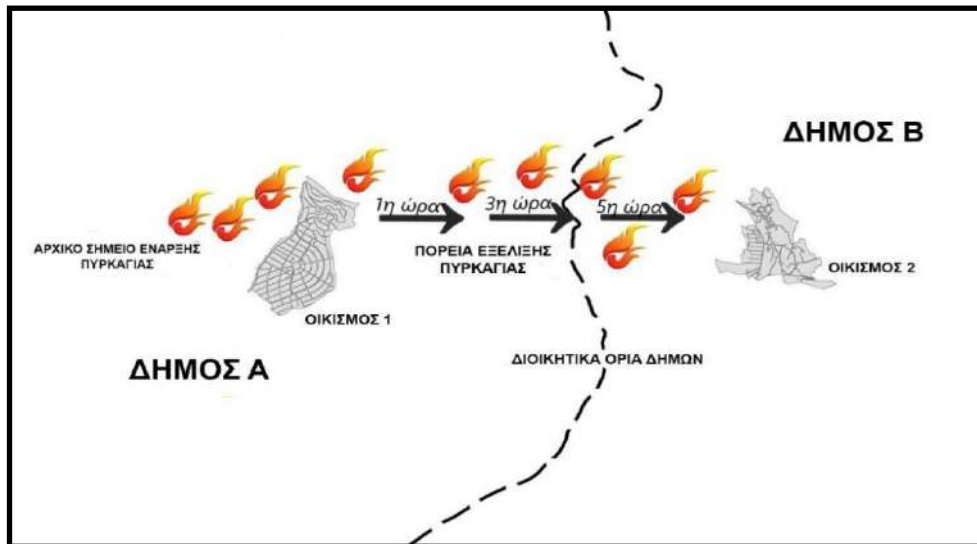 ΔΗΜΟΣ Β
1η ώρα
3η ώρα
5η ώρα
ΑΡΧΙΚΟ ΣΗΜΕΙΟ ΕΝΑΡΞΗΣ
ΠΥΡΚΑΓΙΑΣ
ΠΟΡΕΙΑ ΕΞΕΛΙΞΗΣ
ΠΥΡΚΑΓΙΑΣ
ΟΙΚΙΣΜΟΣ 2
ΟΙΚΙΣΜΟΣ 1
ΔΙΟΙΚΗΤΙΚΑ ΟΡΙΑ ΔΗΜΩΝ
ΔΗΜΟΣ Α